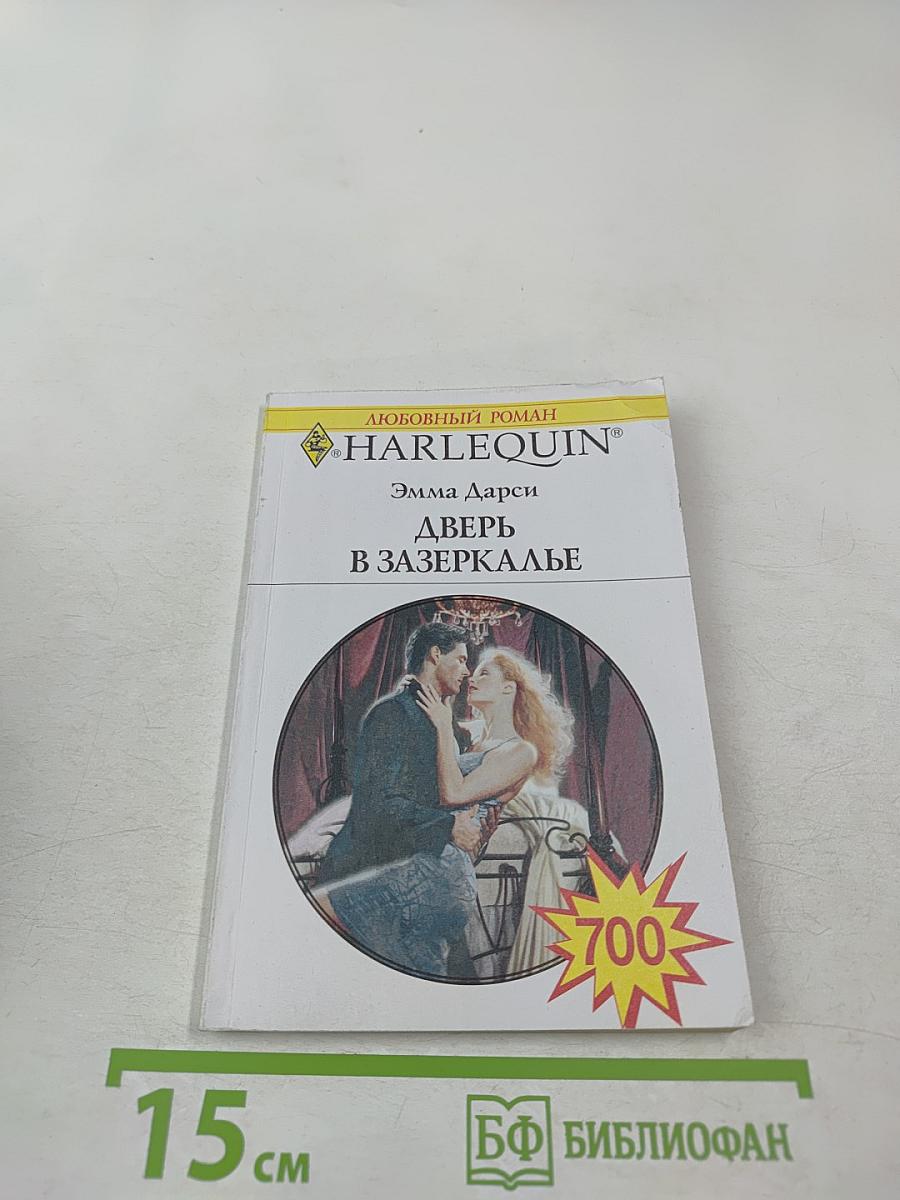 ЛЮБОВНЫЙ РОМАН
® HARLEQUIN®
Эмма Дарси
ДВЕРЬ
В ЗАЗЕРКАЛЬЕ
700
15 см
БФ БИБЛИОФАН